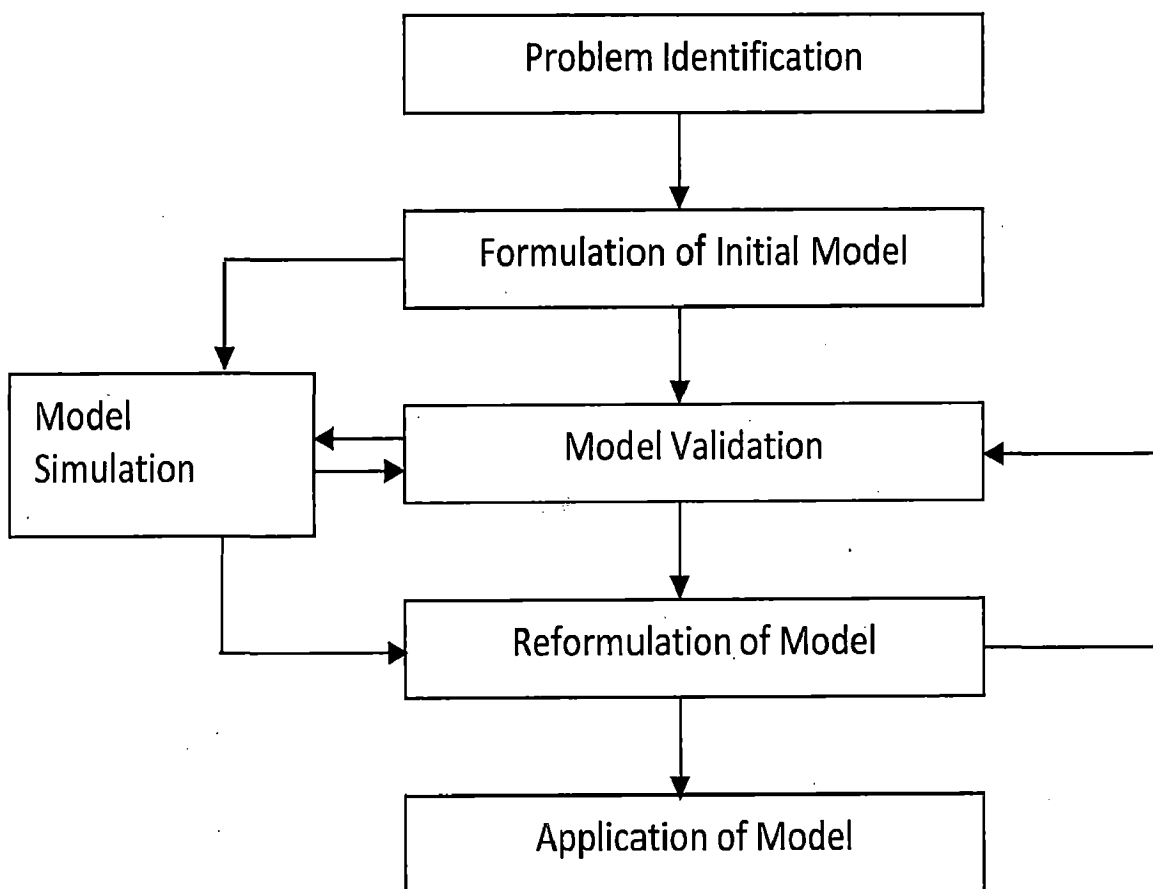 Problem Identification
Formulation of Initial Model
Model
Simulation
Model Validation
Reformulation of Model
Application of Model